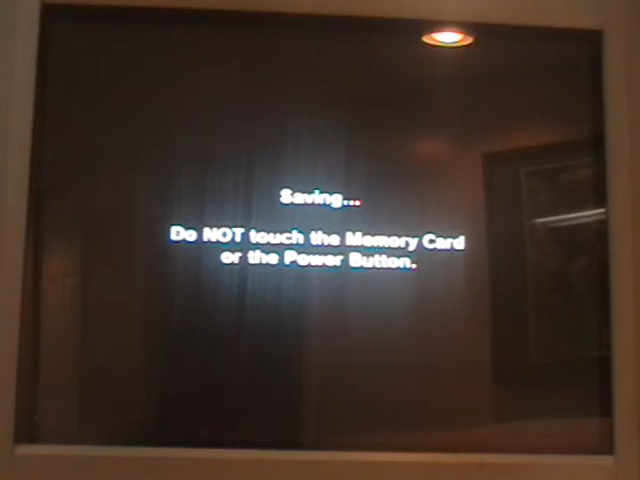 Saving...
Do NOT touch the Memory Card
or the Power Button.